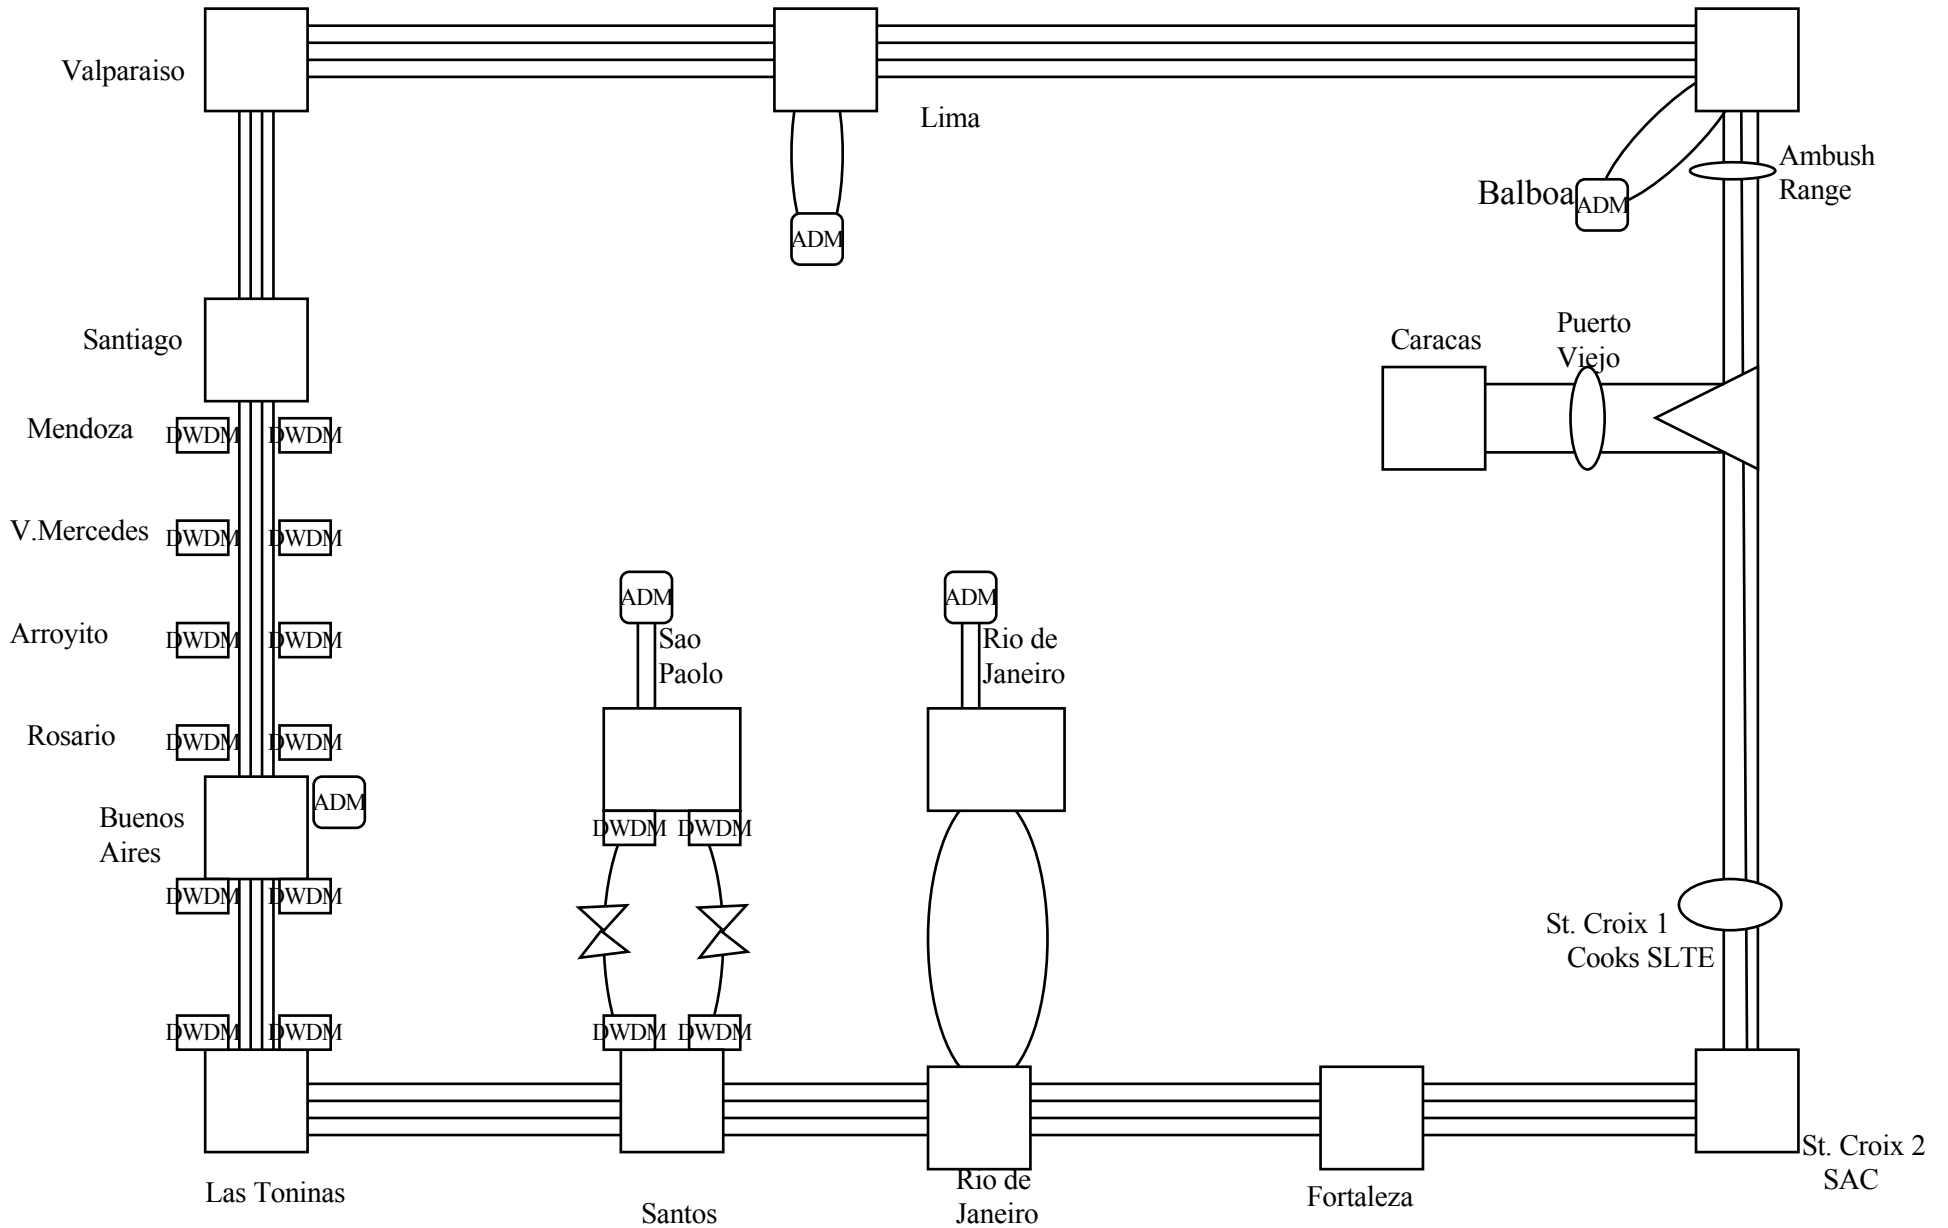 Valparaiso
Lima
Ambush
Range
Balboa
ADM
ADM
Santiago
Caracas
Puerto
Viejo
Mendoza
DWDM DWDM
V.Mercedes
DWDM DWDM
Arroyito
DWDM DWDM
Rosario
DWDM DWDM
ADM
Buenos
Aires
DWDM DWDM
DWDM DWDM
ADM
Sao
Paolo
DWDM DWDM
DWDM DWDM
ADM
Rio de
Janeiro
St. Croix 1
Cooks SLTE
Las Toninas
Santos
Rio de
Janeiro
Fortaleza
St. Croix 2
SAC